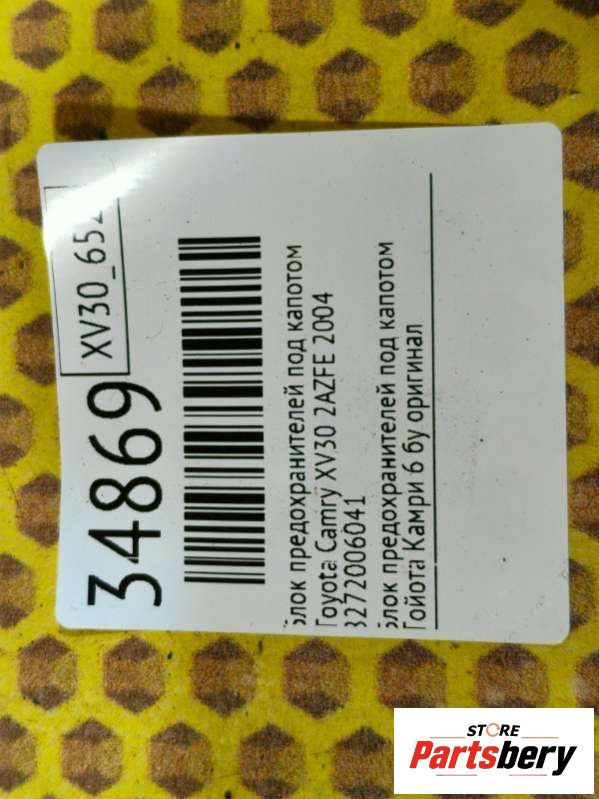 34869
XV30_652
блок предохранителей под капотом
Toyota Camry XV30 2AZFE 2004
8272006041
блок предохранителей под капотом
Тойота Камри 6 бу оригинал
STORE
Partsbery